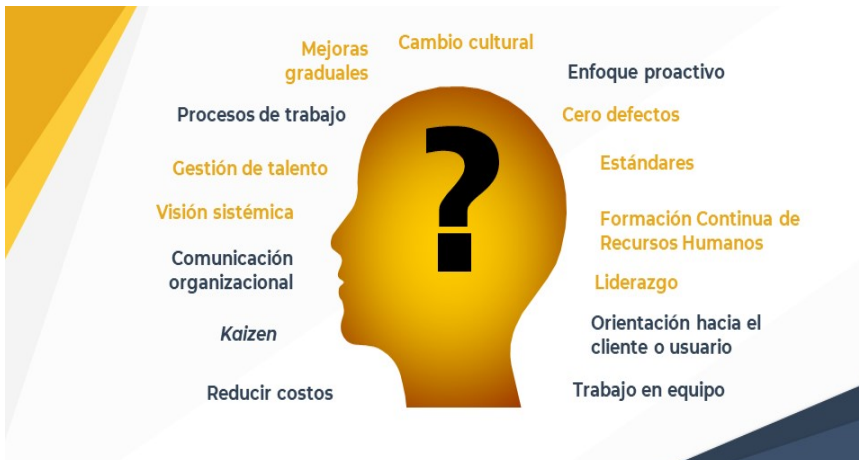 Cambio cultural
Mejoras
graduales
Enfoque proactivo
Procesos de trabajo
Cero defectos
Gestión de talento
Estándares
Visión sistémica
Formación Continua de
Recursos Humanos
Comunicación
organizacional
Liderazgo
Kaizen
Orientación hacia el
cliente o usuario
Reducir costos
Trabajo en equipo
?